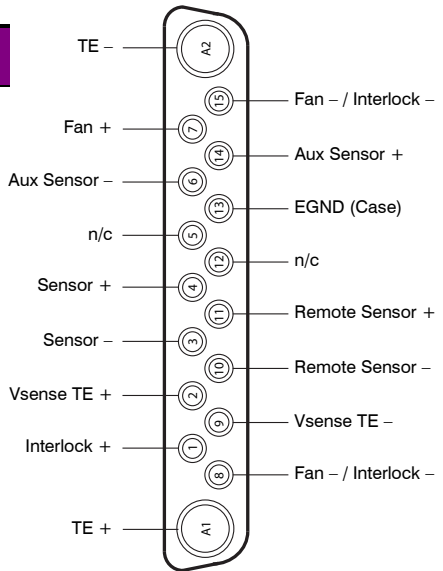 TE –
A2
15
Fan – / Interlock –
Fan +
7
14
Aux Sensor +
Aux Sensor –
6
13
EGND (Case)
n/c
5
12
n/c
Sensor +
4
11
Remote Sensor +
Sensor –
3
10
Remote Sensor –
Vsense TE +
2
9
Vsense TE –
Interlock +
1
8
Fan – / Interlock –
TE +
A1